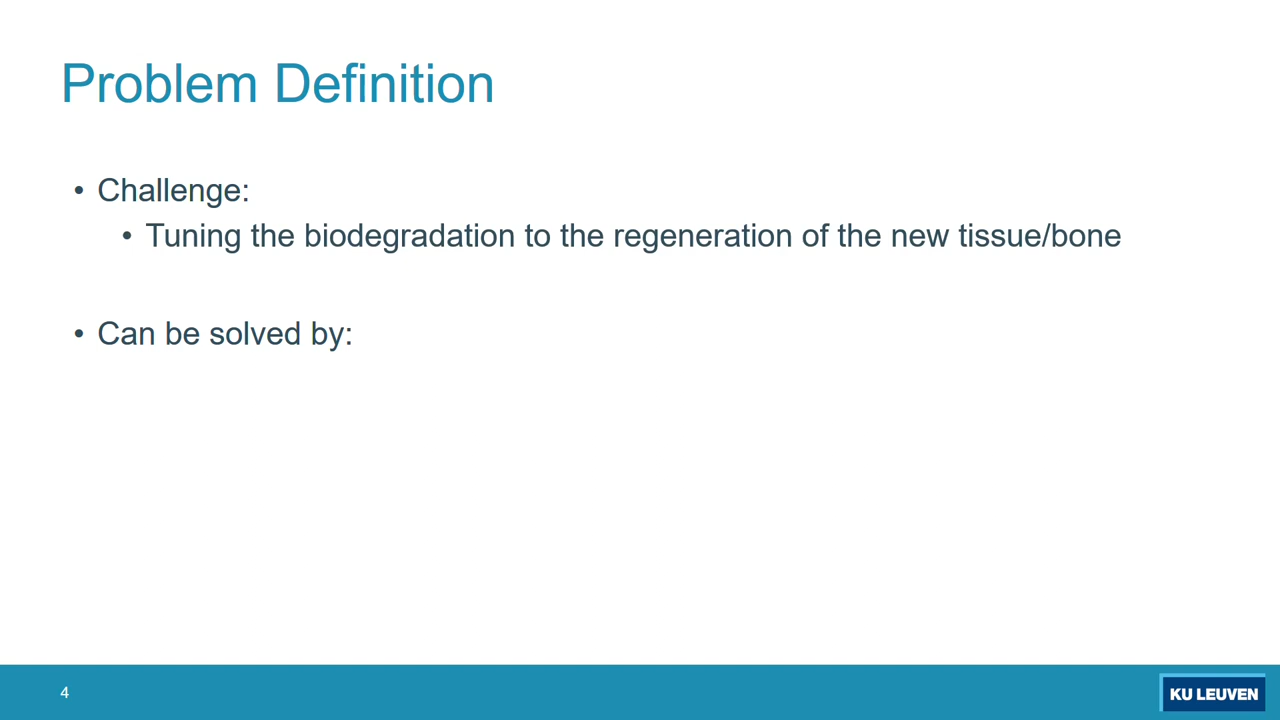 Problem Definition
• Challenge:
• Tuning the biodegradation to the regeneration of the new tissue/bone
• Can be solved by:
4
KU LEUVEN